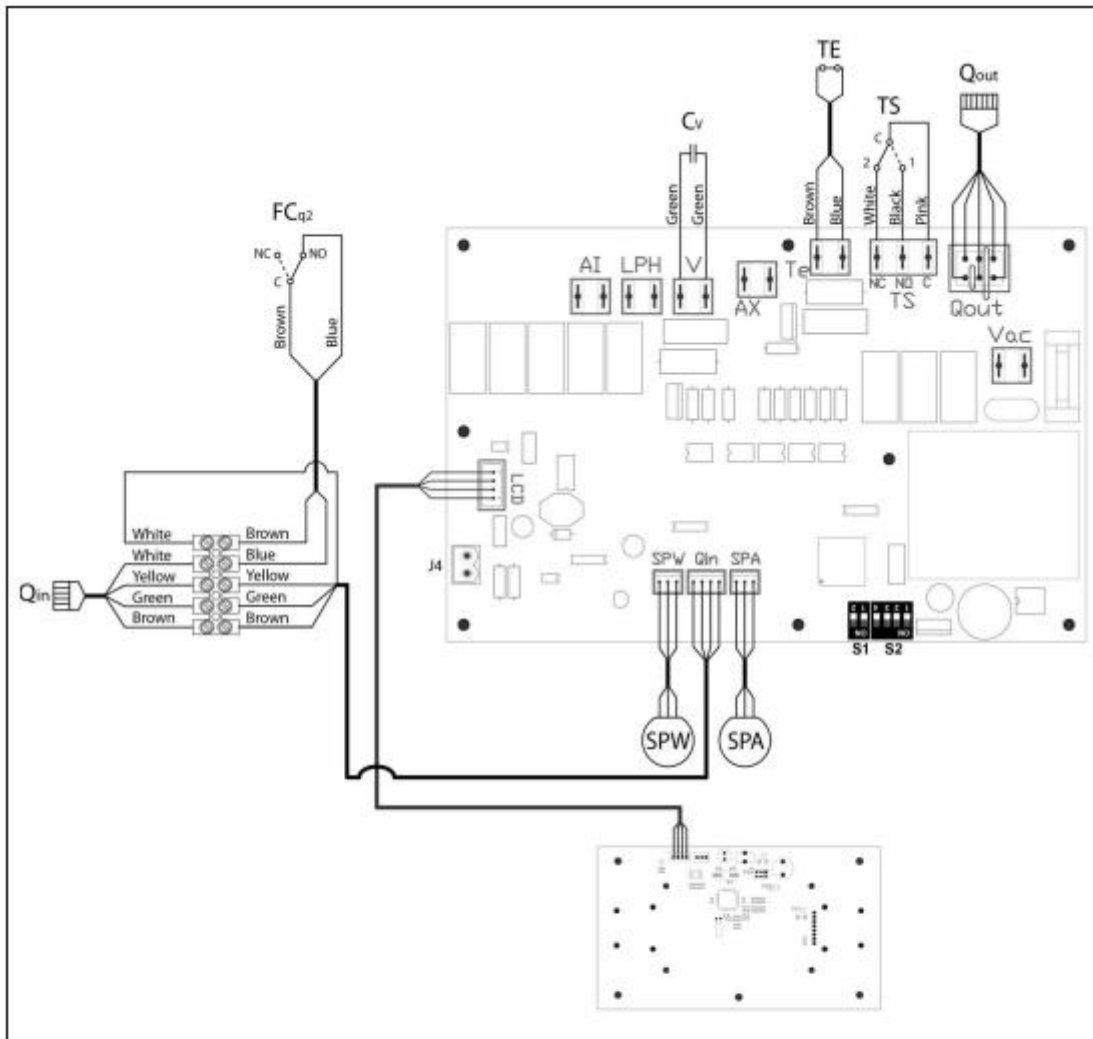 TE
Qout
TS
Cv
C
2
1
FCq2
Green
Green
Brown
Blue
White
Black
Pink
NC
NO
C
Brown
Blue
AI
LPH
V
AX
Te
NC
NO
C
TS
Qout
Vac
LCD
White
Brown
White
Blue
Yellow
Yellow
Green
Green
Brown
Brown
Qin
J4
SPW
QIn
SPA
ON
ON
S1
S2
SPW
SPA